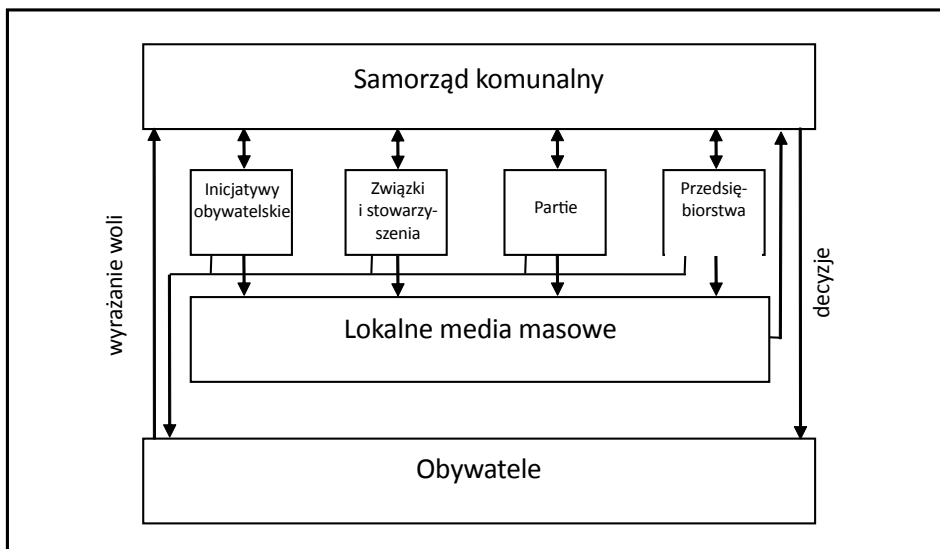 Samorząd komunalny
Inicjatywy
obywatelskie
Związki
i stowarzy-
szenia
Partie
Przedsię-
biorstwa
wyrażanie woli
decyzje
Lokalne media masowe
Obywatele